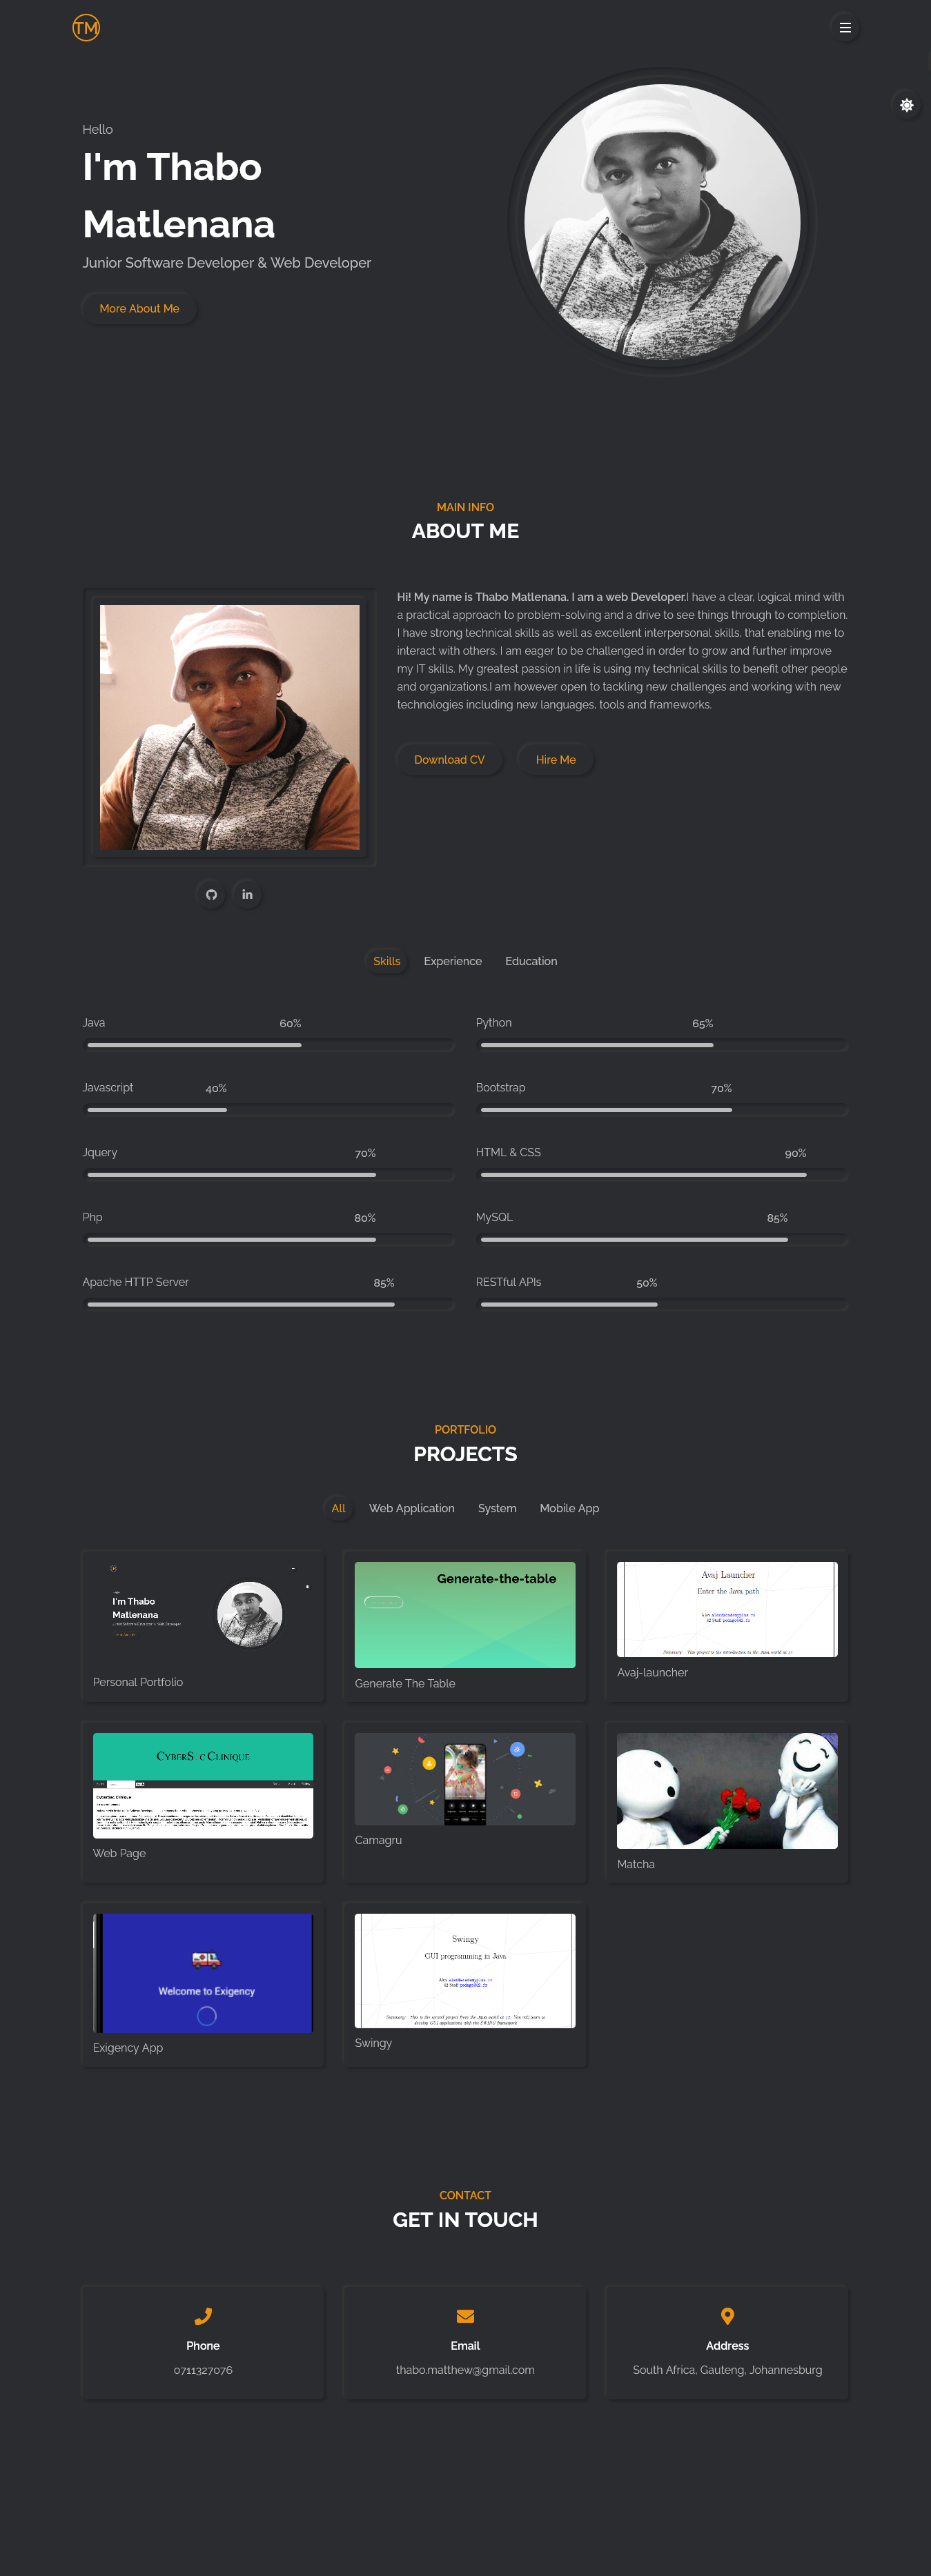 TM
Hello
I'm Thabo
Matlenana
Junior Software Developer & Web Developer
More About Me
MAIN INFO
ABOUT ME
Hi! My name is Thabo Matlenana. I am a web Developer.I have a clear, logical mind with
a practical approach to problem-solving and a drive to see things through to completion.
I have strong technical skills as well as excellent interpersonal skills, that enabling me to
interact with others. I am eager to be challenged in order to grow and further improve
my IT skills. My greatest passion in life is using my technical skills to benefit other people
and organizations.I am however open to tackling new challenges and working with new
technologies including new languages, tools and frameworks.
Download CV Hire Me
in
Skills Experience Education
Java 60%
Python 65%
Javascript 40%
Bootstrap 70%
Jquery 70%
HTML & CSS 90%
Php 80%
MySQL 85%
Apache HTTP Server 85%
RESTful APIs 50%
PORTFOLIO
PROJECTS
All Web Application System Mobile App
I'm Thabo
Matlenana
Personal Portfolio
Generate-the-table
Generate The Table
Avaj Launcher
Enter the Java path
Avaj-launcher
CYBERS C CLINIQUE
CyberSec Clinique
Web Page
Camagru
Matcha
Welcome to Exigency
Exigency App
Swingy
GUI programming in Java
Swingy
CONTACT
GET IN TOUCH
Phone
0711327076
Email
thabo.matthew@gmail.com
Address
South Africa, Gauteng, Johannesburg